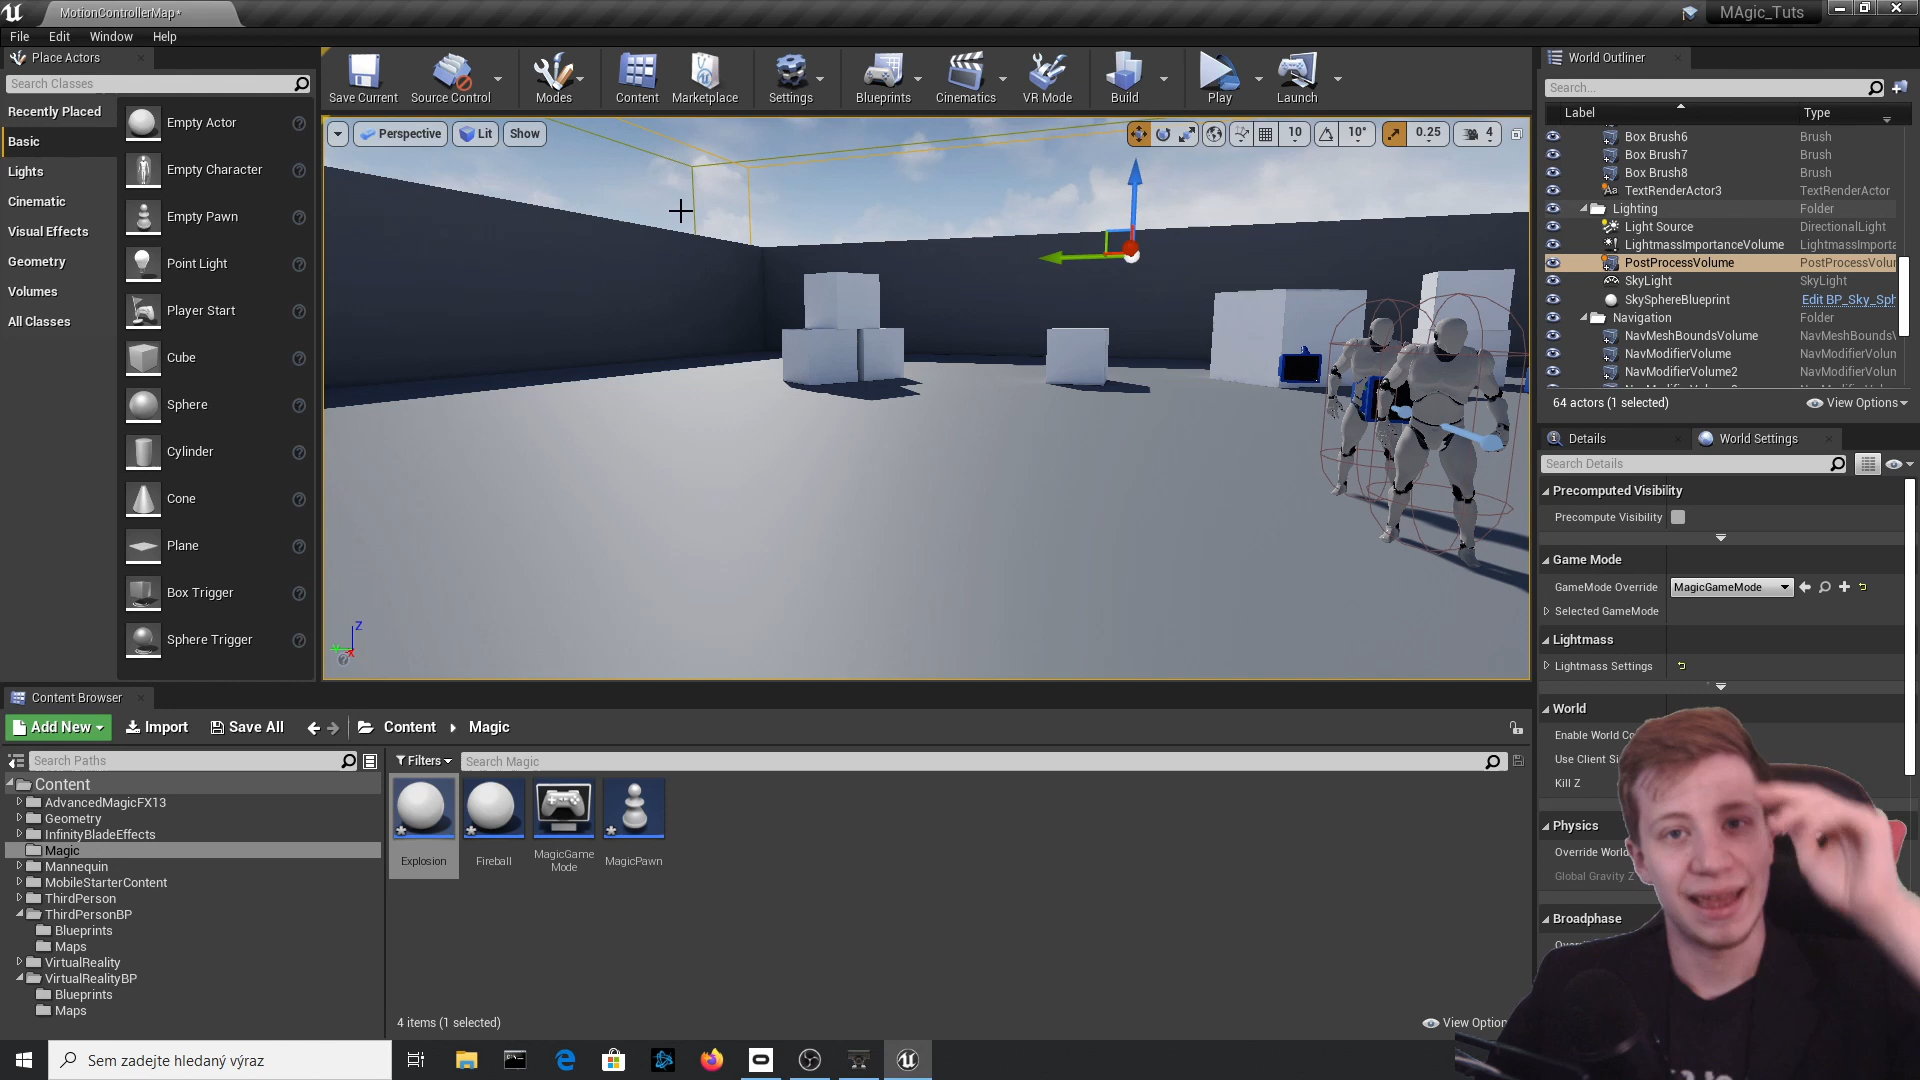 MotionControllerMap*
MAgic_Tuts
File
Edit
Window
Help
Place Actors
Search Classes
Recently Placed
Basic
Lights
Cinematic
Visual Effects
Geometry
Volumes
All Classes
Empty Actor
Empty Character
Empty Pawn
Point Light
Player Start
Cube
Sphere
Cylinder
Cone
Plane
Box Trigger
Sphere Trigger
Save Current
Source Control
Modes
Content
Marketplace
Settings
Blueprints
Cinematics
VR Mode
Build
Play
Launch
Perspective
Lit
Show
10
10°
0.25
4
Z
World Outliner
Search...
Label
Type
Box Brush6
Brush
Box Brush7
Brush
Box Brush8
Brush
TextRenderActor3
TextRenderActor
Lighting
Folder
Light Source
DirectionalLight
LightmassImportanceVolume
LightmassImporta
PostProcessVolume
PostProcessVolu
SkyLight
SkyLight
SkySphereBlueprint
Edit BP_Sky_Sph
Navigation
Folder
NavMeshBoundsVolume
NavMeshBoundsV
NavModifierVolume
NavModifierVolum
NavModifierVolume2
NavModifierVolum
64 actors (1 selected)
View Options
Details
World Settings
Search Details
Precomputed Visibility
Precompute Visibility
Game Mode
GameMode Override
MagicGameMode
Selected GameMode
Lightmass
Lightmass Settings
World
Enable World Co
Use Client Si
Kill Z
Physics
Override World
Global Gravity Z
Broadphase
Content Browser
Add New
Import
Save All
Content
Magic
Search Paths
Filters
Search Magic
Content
AdvancedMagicFX13
Geometry
InfinityBladeEffects
Magic
Mannequin
MobileStarterContent
ThirdPerson
ThirdPersonBP
Blueprints
Maps
VirtualReality
VirtualRealityBP
Blueprints
Maps
Explosion
Fireball
MagicGame
Mode
MagicPawn
4 items (1 selected)
View Option
Sem zadejte hledaný výraz